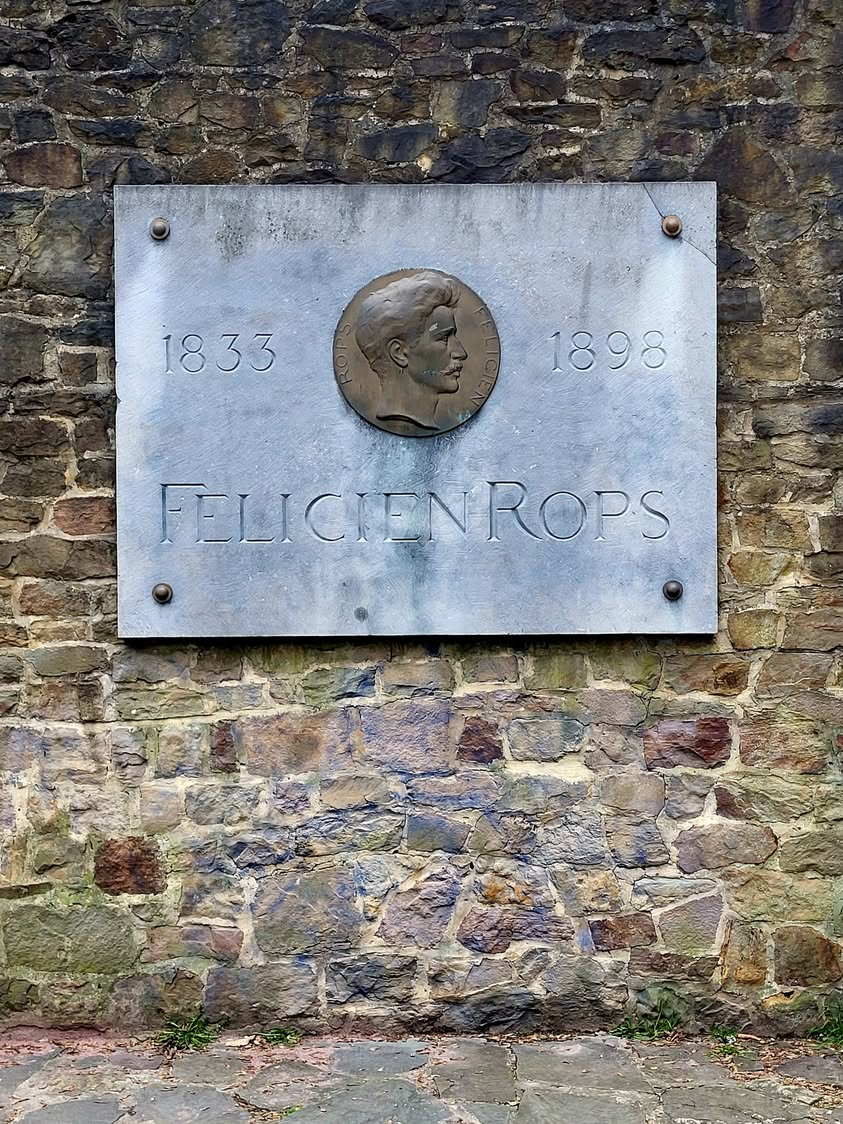 1833
ROPS FELICIEN
1898
FELICIEN ROPS